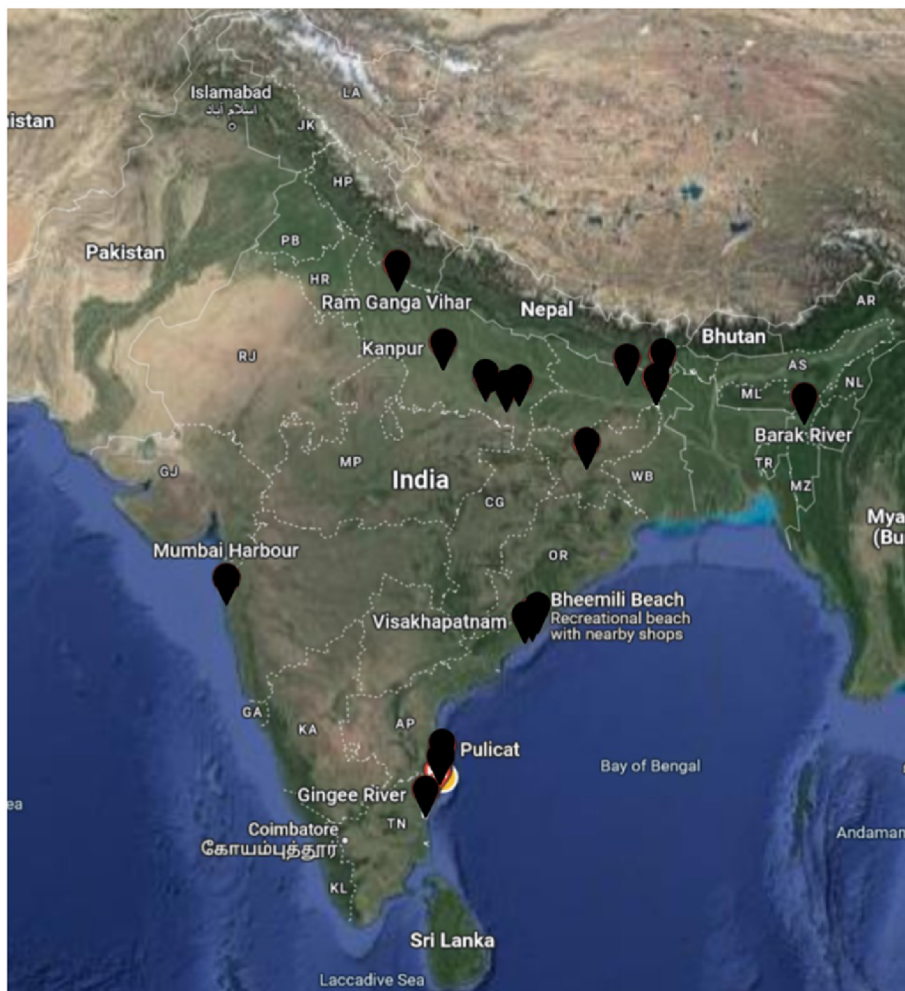 Islamabad
اسلام آباد
LA
istan
JK
HP
PB
Pakistan
HR
Ram Ganga Vihar
Nepal
AR
Bhutan
Kanpur
RJ
AS
ML
NL
Barak River
GJ
MP
India
WB
TR
MZ
CG
Mya
(Bu
Mumbai Harbour
OR
Bheemili Beach
Visakhapatnam
Recreational beach
with nearby shops
GA
KA
AP
Pulicat
Bay of Bengal
Gingee River
ea
TN
Coimbatore
கோயம்புத்தூர்
Andaman
KL
Sri Lanka
Laccadive Sea